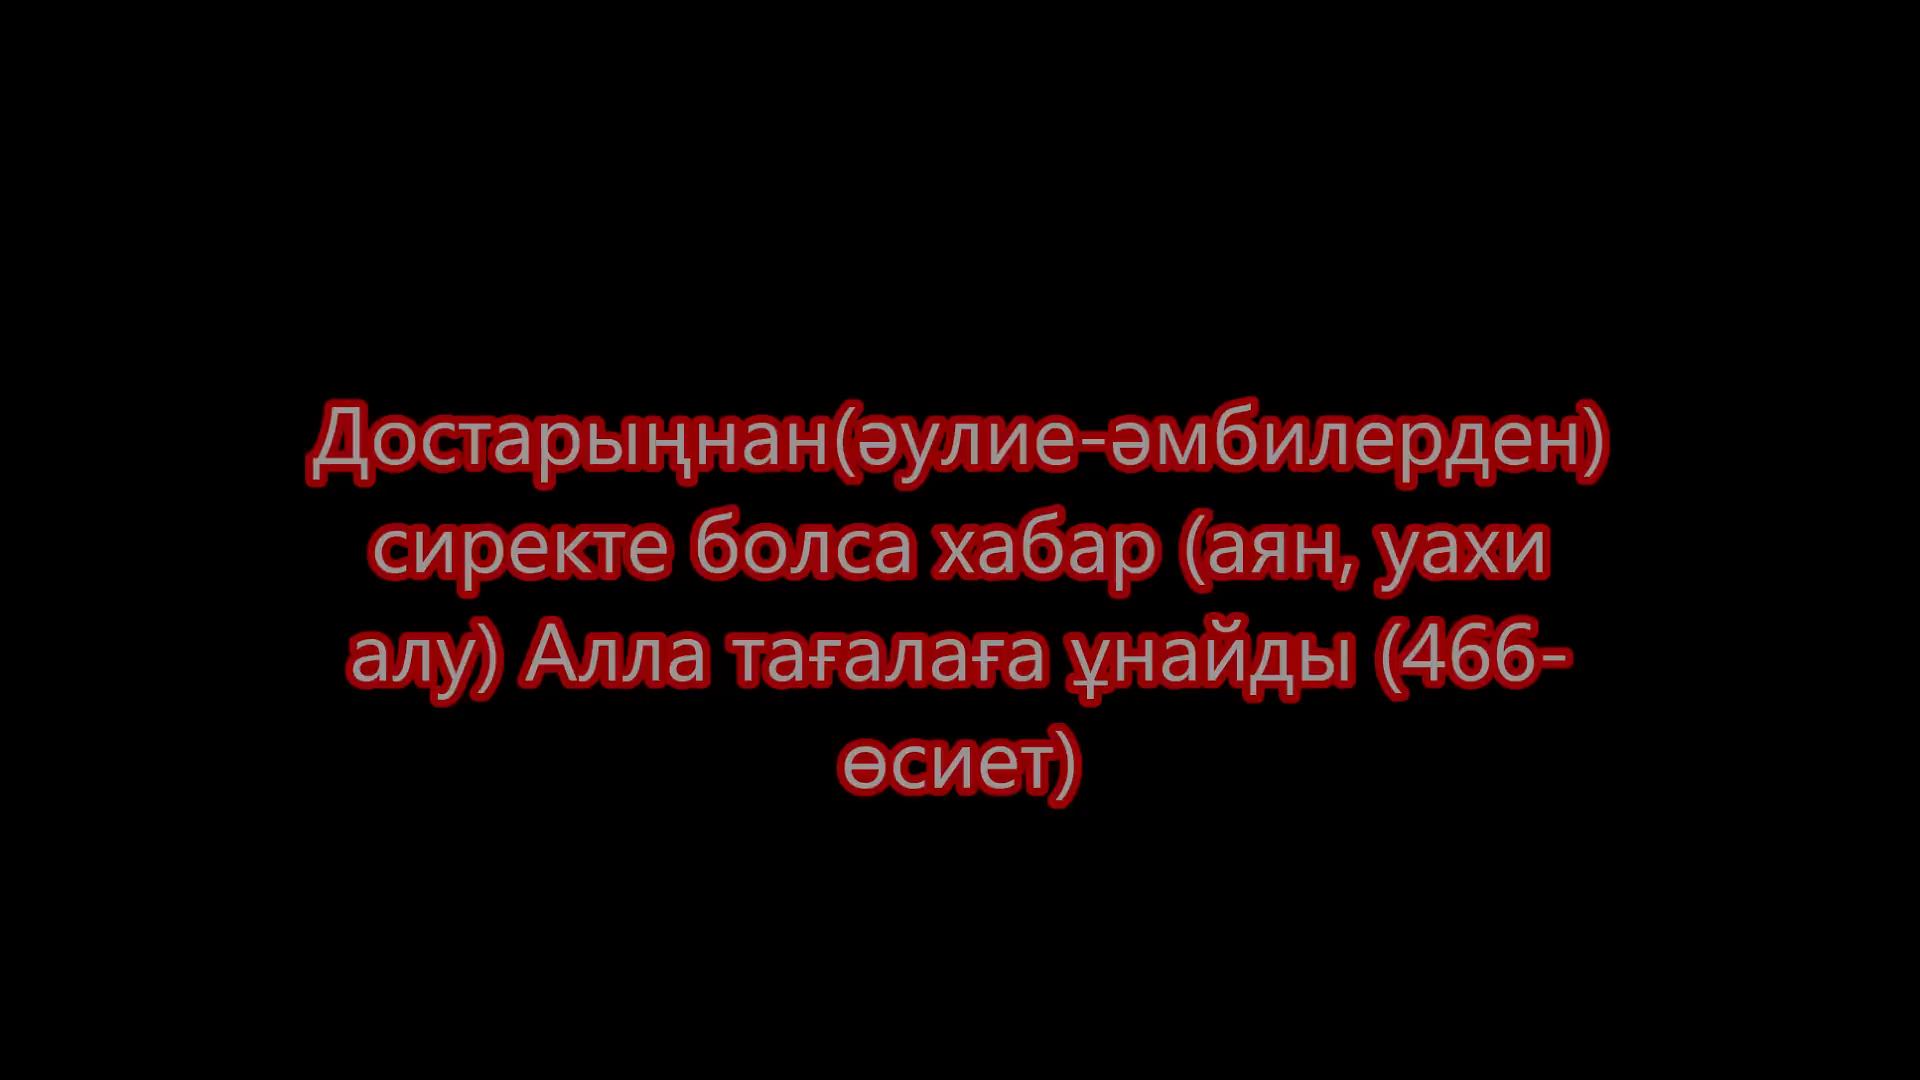 Достарыңнан(әулие-әмбилерден)
сиректе болса хабар (аян, уахи
алу) Алла тағалаға ұнайды (466-
өсиет)